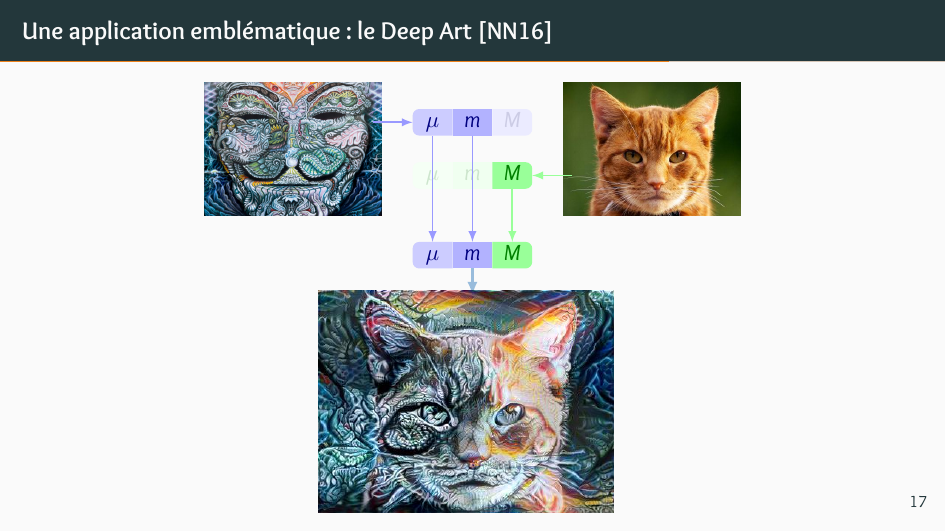 Une application emblématique : le Deep Art [NN16]
μ m M
μ m M
μ m M
17